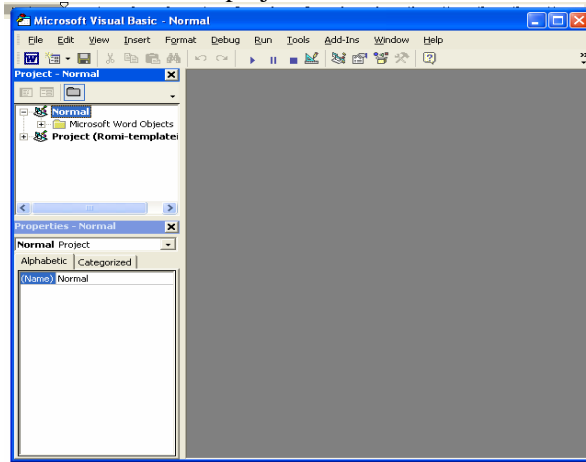 Microsoft Visual Basic - Normal
File Edit View Insert Format Debug Run Tools Add-Ins Window Help
Project - Normal
Normal
Microsoft Word Objects
Project (Romi-templatei
Properties - Normal
Normal Project
Alphabetic Categorized
(Name) Normal